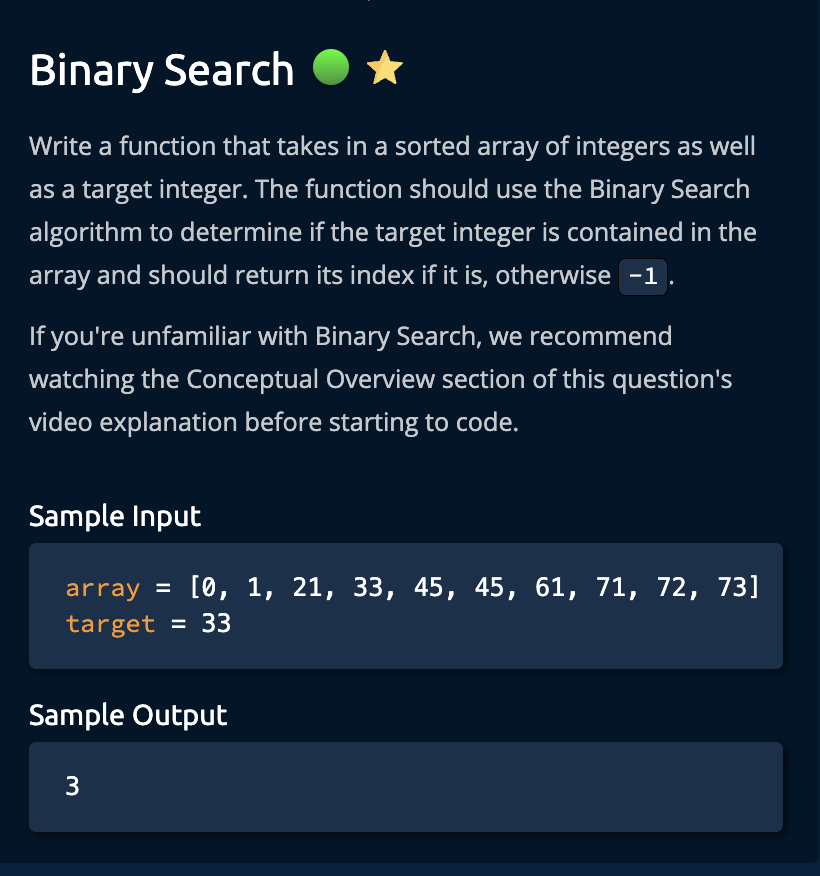 Binary Search
Write a function that takes in a sorted array of integers as well
as a target integer. The function should use the Binary Search
algorithm to determine if the target integer is contained in the
array and should return its index if it is, otherwise -1.
If you're unfamiliar with Binary Search, we recommend
watching the Conceptual Overview section of this question's
video explanation before starting to code.
Sample Input
array = [0, 1, 21, 33, 45, 45, 61, 71, 72, 73]
target = 33
Sample Output
3